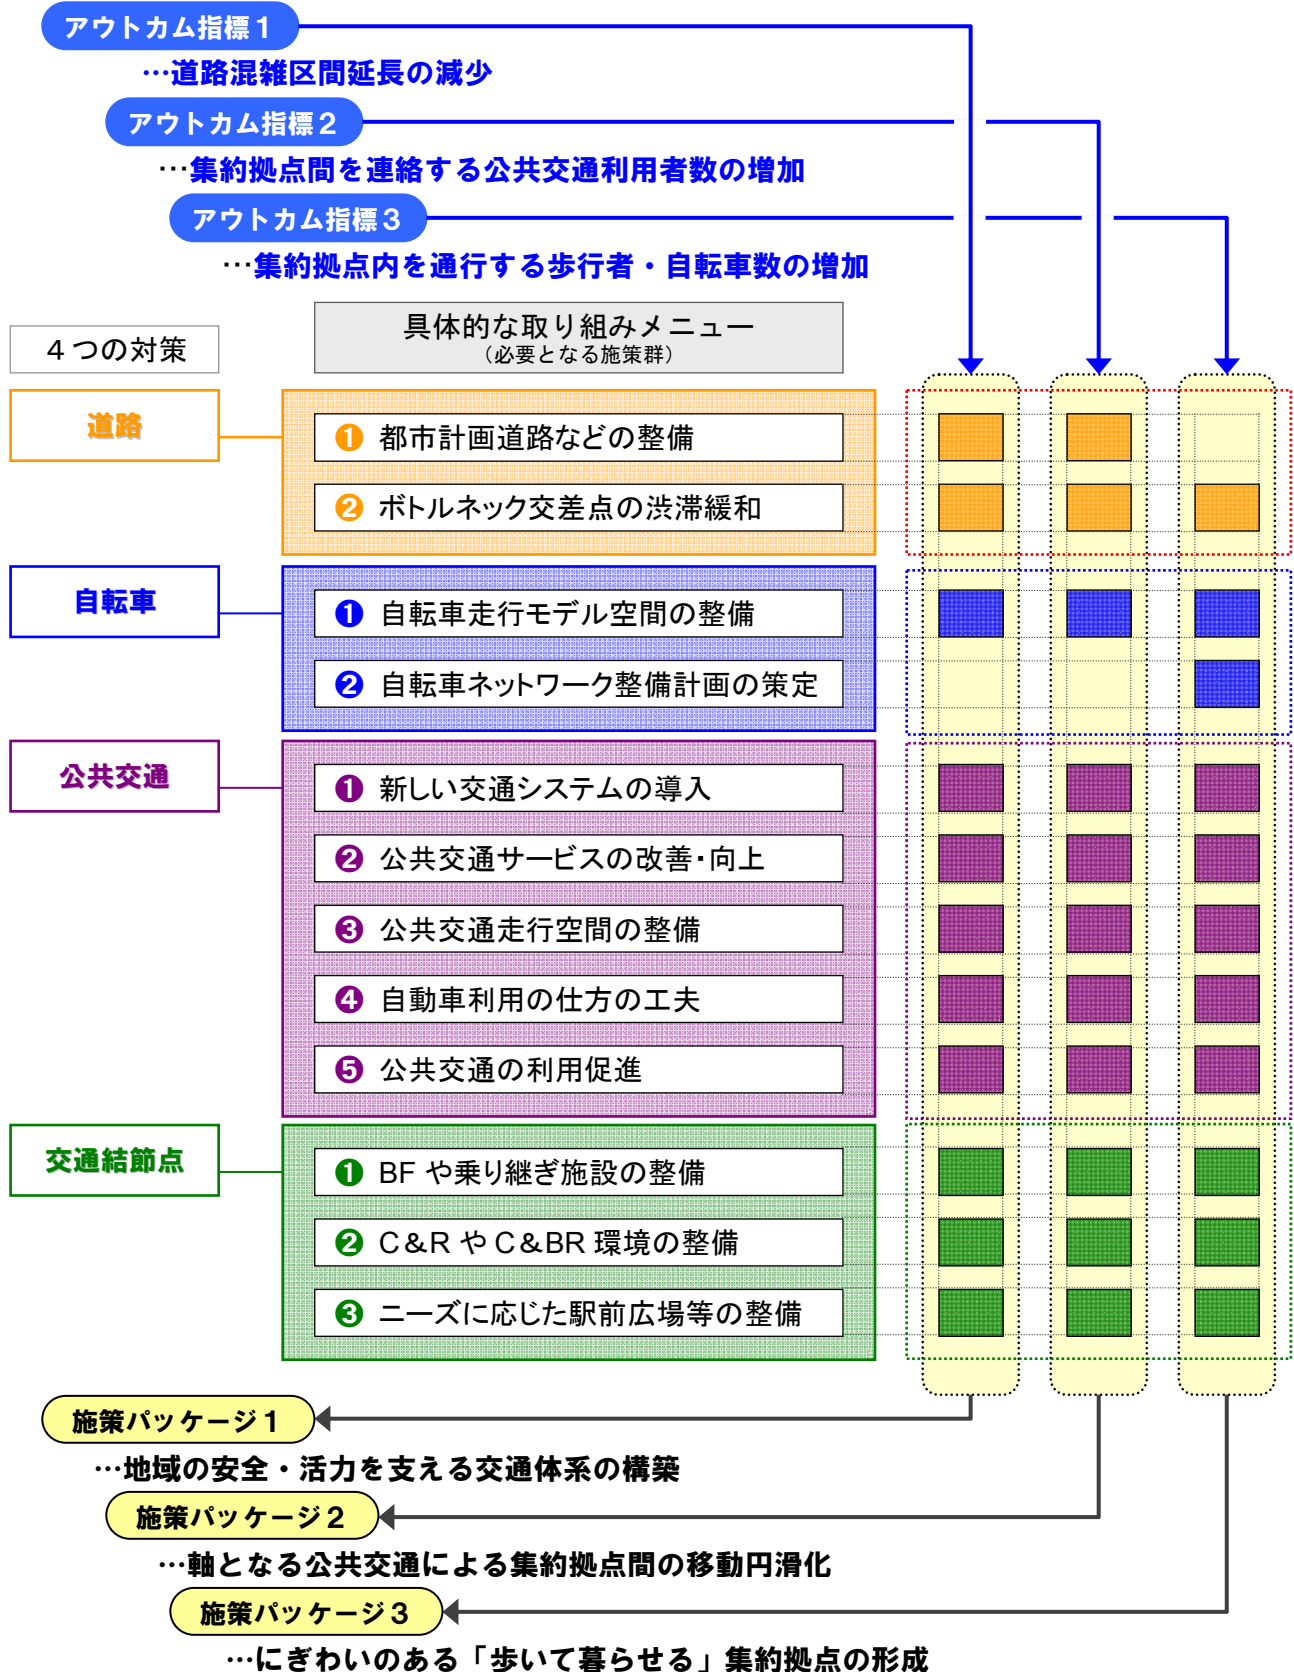 アウトカム指標１
…道路混雑区間延長の減少
アウトカム指標２
…集約拠点間を連絡する公共交通利用者数の増加
アウトカム指標３
…集約拠点内を通行する歩行者・自転車数の増加
４つの対策
具体的な取り組みメニュー
（必要となる施策群）
道路
❶ 都市計画道路などの整備
❷ ボトルネック交差点の渋滞緩和
自転車
❶ 自転車走行モデル空間の整備
❷ 自転車ネットワーク整備計画の策定
公共交通
❶ 新しい交通システムの導入
❷ 公共交通サービスの改善・向上
❸ 公共交通走行空間の整備
❹ 自動車利用の仕方の工夫
❺ 公共交通の利用促進
交通結節点
❶ BF や乗り継ぎ施設の整備
❷ C＆R や C＆BR 環境の整備
❸ ニーズに応じた駅前広場等の整備
施策パッケージ１
…地域の安全・活力を支える交通体系の構築
施策パッケージ２
…軸となる公共交通による集約拠点間の移動円滑化
施策パッケージ３
…にぎわいのある「歩いて暮らせる」集約拠点の形成